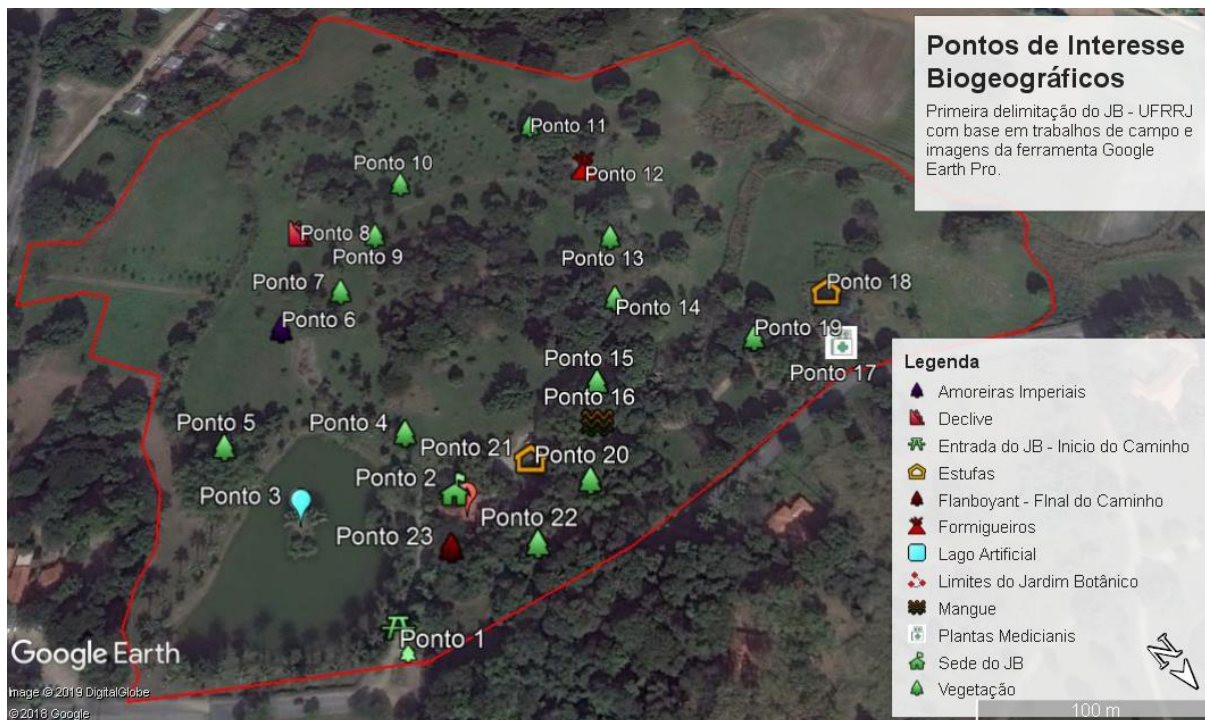 Pontos de Interesse
Biogeográficos
Primeira delimitação do JB - UFRRJ
com base em trabalhos de campo e
imagens da ferramenta Google
Earth Pro.
Ponto 11
Ponto 10
Ponto 12
Ponto 8
Ponto 9
Ponto 13
Ponto 7
Ponto 18
Ponto 14
Ponto 6
Ponto 19
Ponto 15
Ponto 17
Ponto 16
Ponto 5
Ponto 4
Ponto 21
Ponto 20
Ponto 2
Ponto 3
Ponto 22
Ponto 23
Ponto 1
Legenda
Amoreiras Imperiais
Declive
Entrada do JB - Inicio do Caminho
Estufas
Flanboyant - FInal do Caminho
Formigueiros
Lago Artificial
Limites do Jardim Botânico
Mangue
Plantas Medicianis
Sede do JB
Vegetação
N
100 m
Google Earth
Image © 2019 DigitalGlobe
© 2018 Google